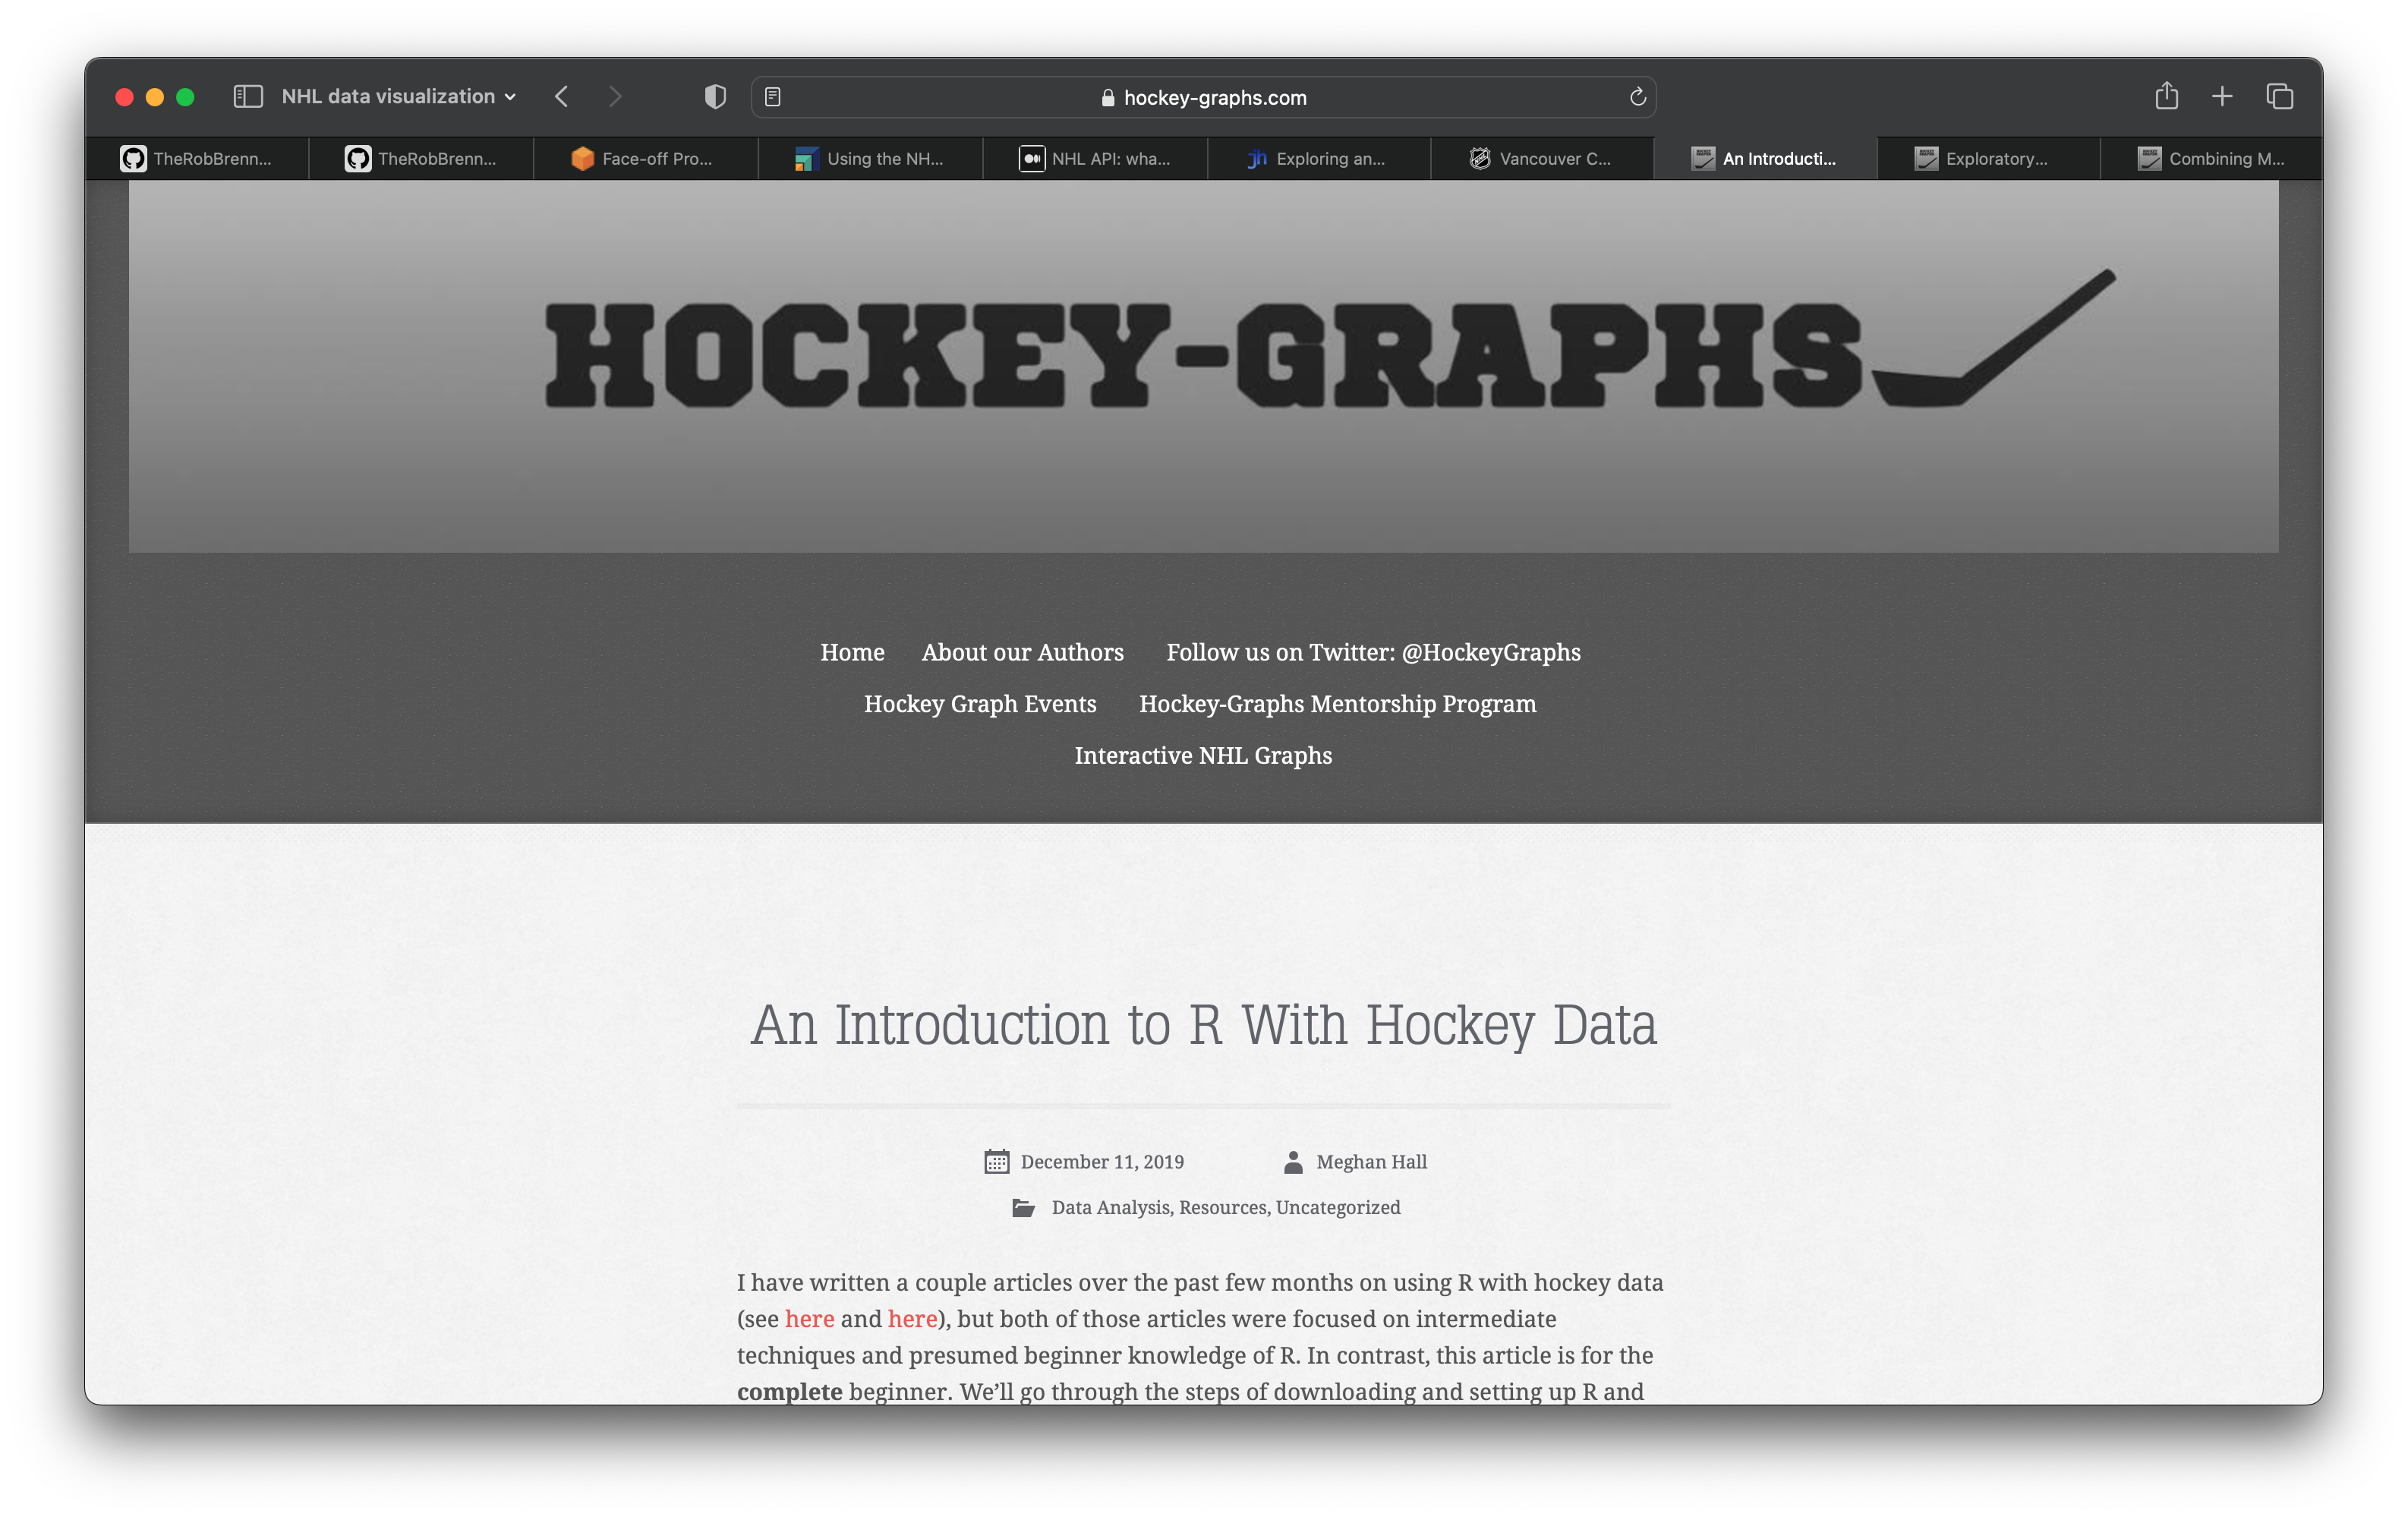 NHL data visualization
hockey-graphs.com
TheRobBrenn...
TheRobBrenn...
Face-off Pro...
Using the NH...
NHL API: wha...
Exploring an...
Vancouver C...
An Introducti...
Exploratory...
Combining M...
HOCKEY-GRAPHS
Home About our Authors Follow us on Twitter: @HockeyGraphs
Hockey Graph Events Hockey-Graphs Mentorship Program
Interactive NHL Graphs
An Introduction to R With Hockey Data
December 11, 2019 Meghan Hall
Data Analysis, Resources, Uncategorized
I have written a couple articles over the past few months on using R with hockey data
(see here and here), but both of those articles were focused on intermediate
techniques and presumed beginner knowledge of R. In contrast, this article is for the
complete beginner. We’ll go through the steps of downloading and setting up R and